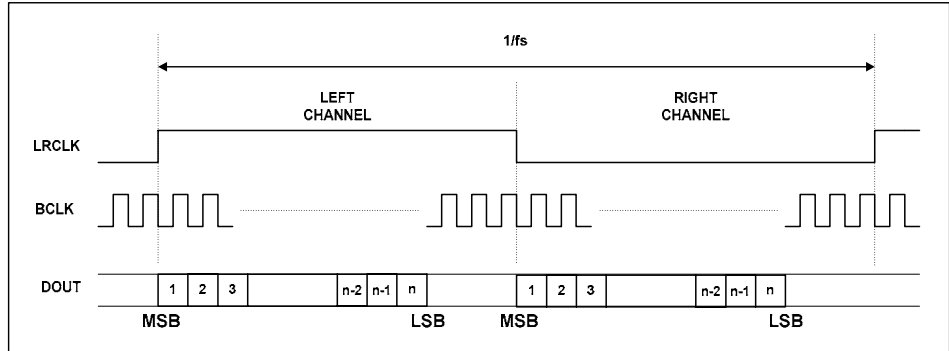 1/fs
LEFT
CHANNEL
RIGHT
CHANNEL
LRCLK
BCLK
DOUT
1 2 3 n-2 n-1 n 1 2 3 n-2 n-1 n
MSB LSB MSB LSB